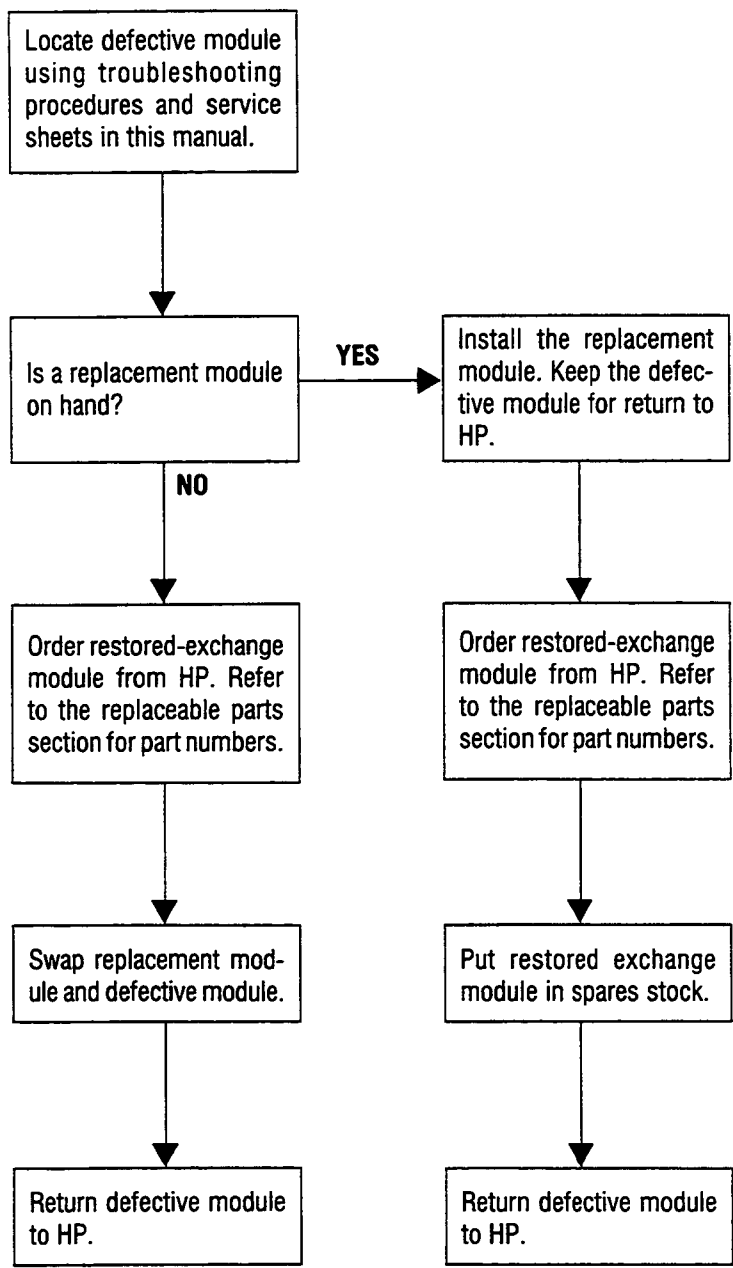 Locate defective module
using troubleshooting
procedures and service
sheets in this manual.
Is a replacement module
on hand?
YES
Install the replacement
module. Keep the defec-
tive module for return to
HP.
NO
Order restored-exchange
module from HP. Refer
to the replaceable parts
section for part numbers.
Order restored-exchange
module from HP. Refer
to the replaceable parts
section for part numbers.
Swap replacement mod-
ule and defective module.
Put restored exchange
module in spares stock.
Return defective module
to HP.
Return defective module
to HP.